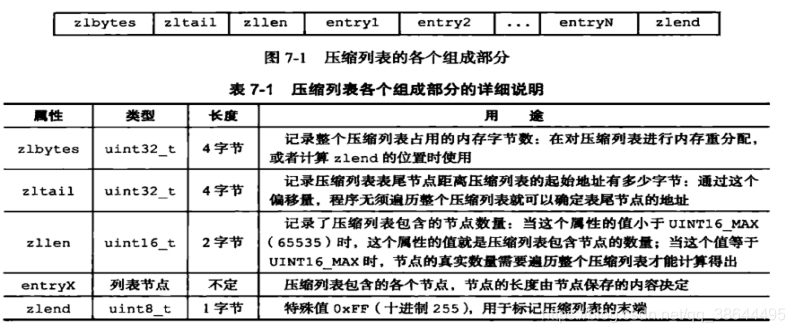 zlbytes zltail zllen entry1 entry2 ... entryN zlend
图 7-1 压缩列表的各个组成部分
表 7-1 压缩列表各个组成部分的详细说明
属性 类型 长度 用 途
zlbytes uint32_t 4 字节 记录整个压缩列表占用的内存字节数：在对压缩列表进行内存重分配，
或者计算 zlend 的位置时使用
zltail uint32_t 4 字节 记录压缩列表表尾节点距离压缩列表的起始地址有多少字节：通过这个
偏移量，程序无须遍历整个压缩列表就可以确定表尾节点的地址
zllen uint16_t 2 字节 记录了压缩列表包含的节点数量：当这个属性的值小于 UINT16_MAX
（65535）时，这个属性的值就是压缩列表包含节点的数量；当这个值等于
UINT16_MAX 时，节点的真实数量需要遍历整个压缩列表才能计算得出
entryX 列表节点 不定 压缩列表包含的各个节点，节点的长度由节点保存的内容决定
zlend uint8_t 1 字节 特殊值 0xFF（十进制 255），用于标记压缩列表的末端